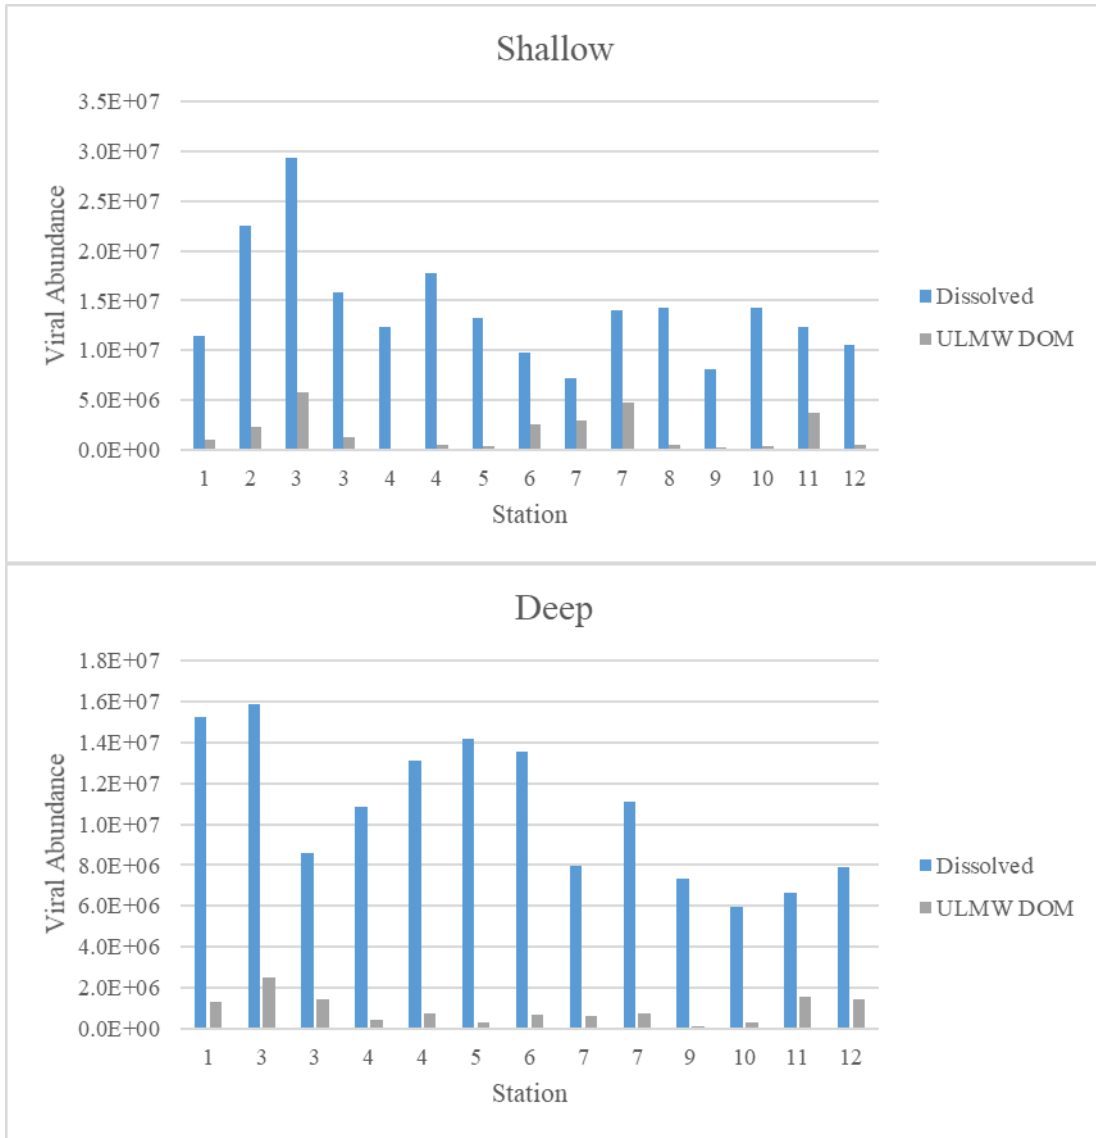 Shallow
3.5E+07
3.0E+07
2.5E+07
2.0E+07
1.5E+07
1.0E+07
5.0E+06
0.0E+00
Viral Abundance
1 2 3 3 4 4 5 6 7 7 8 9 10 11 12
Station
Dissolved
ULMW DOM
Deep
1.8E+07
1.6E+07
1.4E+07
1.2E+07
1.0E+07
8.0E+06
6.0E+06
4.0E+06
2.0E+06
0.0E+00
Viral Abundance
1 3 3 4 4 5 6 7 7 9 10 11 12
Station
Dissolved
ULMW DOM